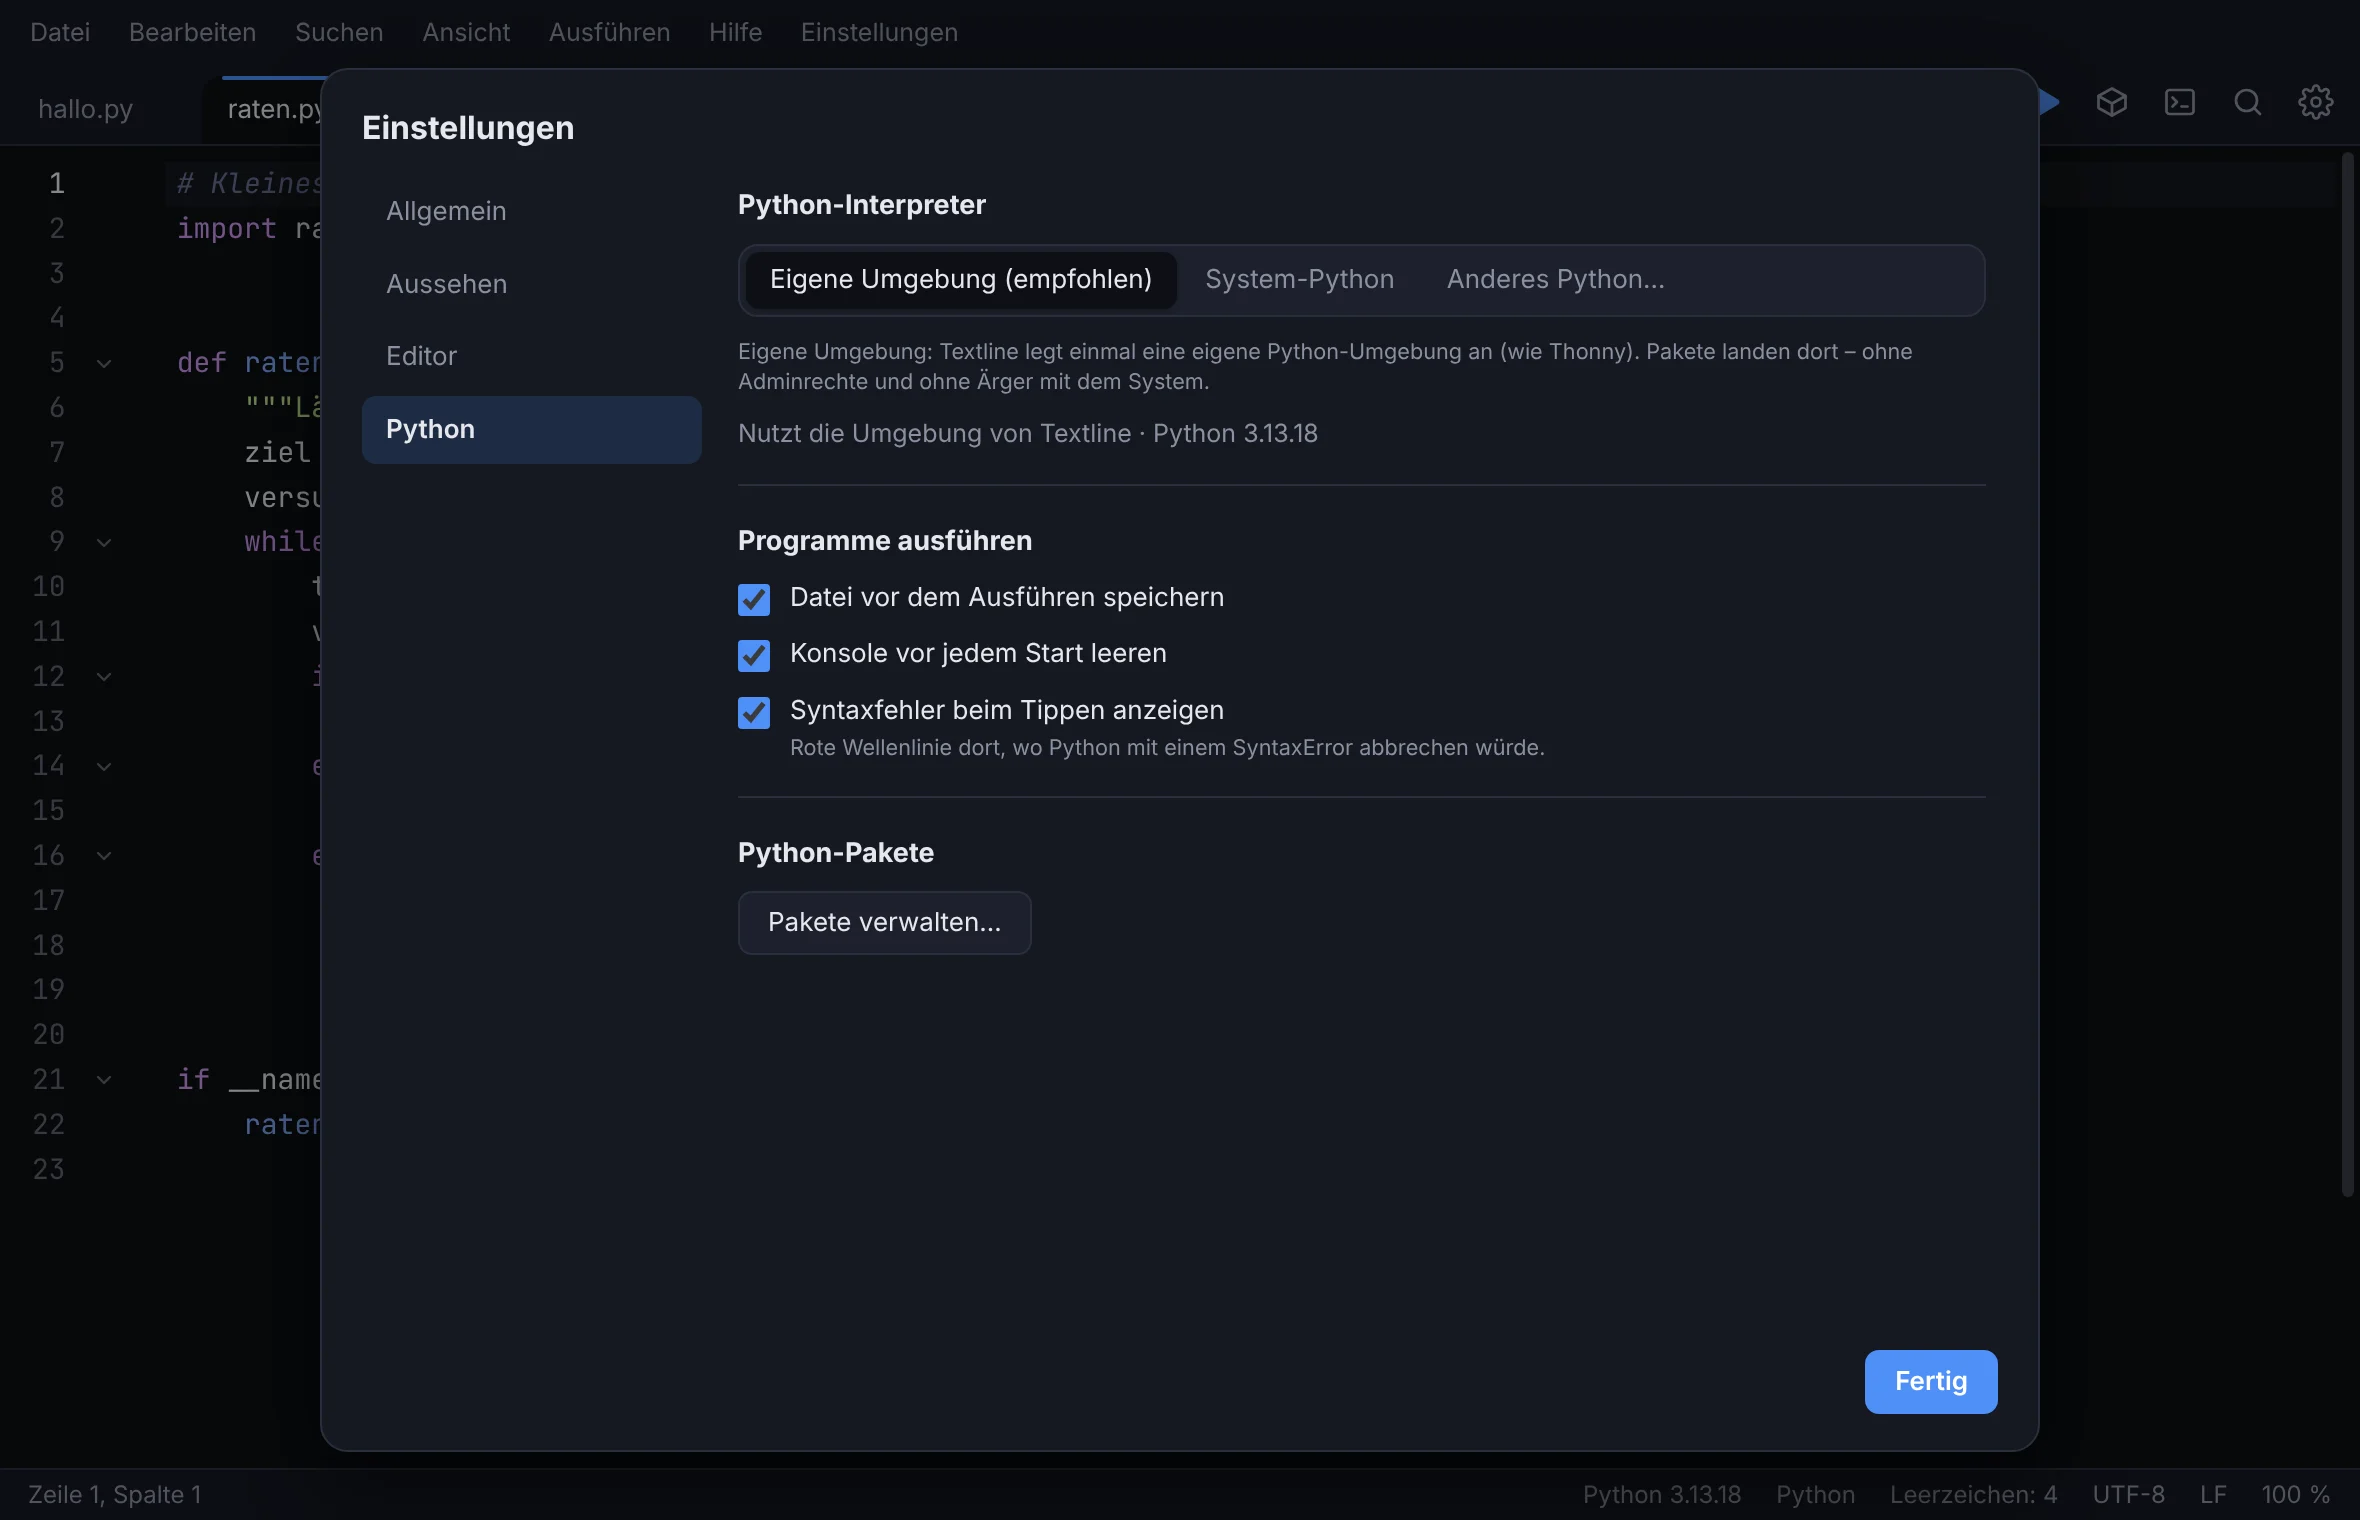 Datei Bearbeiten Suchen Ansicht Ausführen Hilfe Einstellungen
hallo.py raten.py
Einstellungen
Allgemein
Aussehen
Editor
Python
Python-Interpreter
Eigene Umgebung (empfohlen) System-Python Anderes Python...
Eigene Umgebung: Textline legt einmal eine eigene Python-Umgebung an (wie Thonny). Pakete landen dort – ohne
Adminrechte und ohne Ärger mit dem System.
Nutzt die Umgebung von Textline · Python 3.13.18
Programme ausführen
Datei vor dem Ausführen speichern
Konsole vor jedem Start leeren
Syntaxfehler beim Tippen anzeigen
Rote Wellenlinie dort, wo Python mit einem SyntaxError abbrechen würde.
Python-Pakete
Pakete verwalten...
Fertig
1 # Kleines
2 import ra
3
4
5 def raten
6 """Lä
7 ziel
8 versu
9 while
10 t
11 v
12 i
13
14 e
15
16 e
17
18
19
20
21 if __name
22 raten
23
Zeile 1, Spalte 1 Python 3.13.18 Python Leerzeichen: 4 UTF-8 LF 100 %